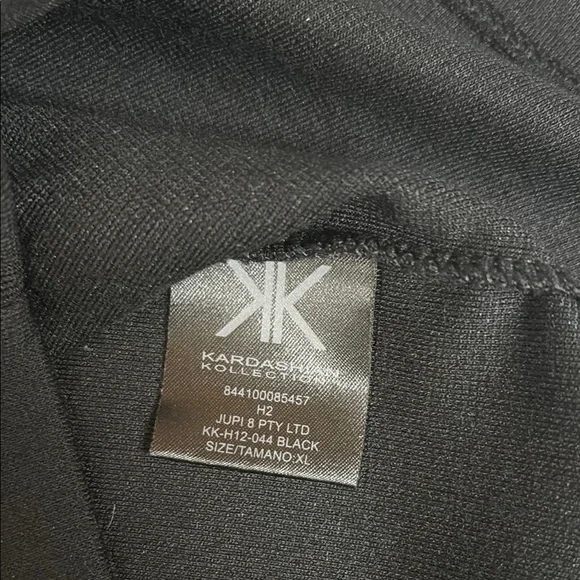 KK
KARDASHIAN
KOLLECTION
844100085457
H2
JUPI 8 PTY LTD
KK-H12-044 BLACK
SIZE/TAMANO:XL